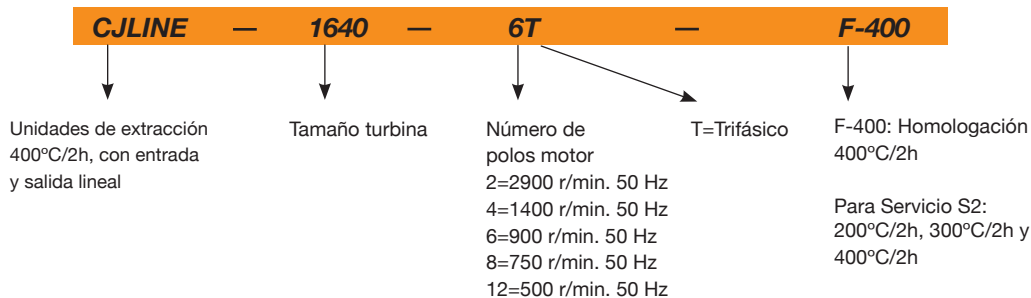 CJLINE — 1640 — 6T — F-400
Unidades de extracción
400ºC/2h, con entrada
y salida lineal
Tamaño turbina
Número de
polos motor
2=2900 r/min. 50 Hz
4=1400 r/min. 50 Hz
6=900 r/min. 50 Hz
8=750 r/min. 50 Hz
12=500 r/min. 50 Hz
T=Trifásico
F-400: Homologación
400ºC/2h
Para Servicio S2:
200ºC/2h, 300ºC/2h y
400ºC/2h